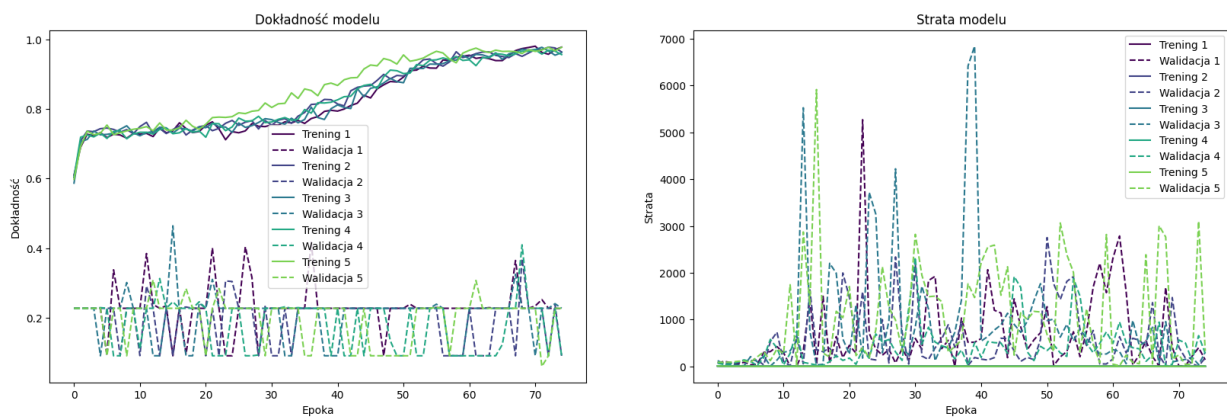 Dokładność modelu
1.0
0.8
0.6
0.4
0.2
Dokładność
0 10 20 30 40 50 60 70
Epoka
Trening 1
Walidacja 1
Trening 2
Walidacja 2
Trening 3
Walidacja 3
Trening 4
Walidacja 4
Trening 5
Walidacja 5
Strata modelu
7000
6000
5000
4000
3000
2000
1000
0
Strata
0 10 20 30 40 50 60 70
Epoka
Trening 1
Walidacja 1
Trening 2
Walidacja 2
Trening 3
Walidacja 3
Trening 4
Walidacja 4
Trening 5
Walidacja 5